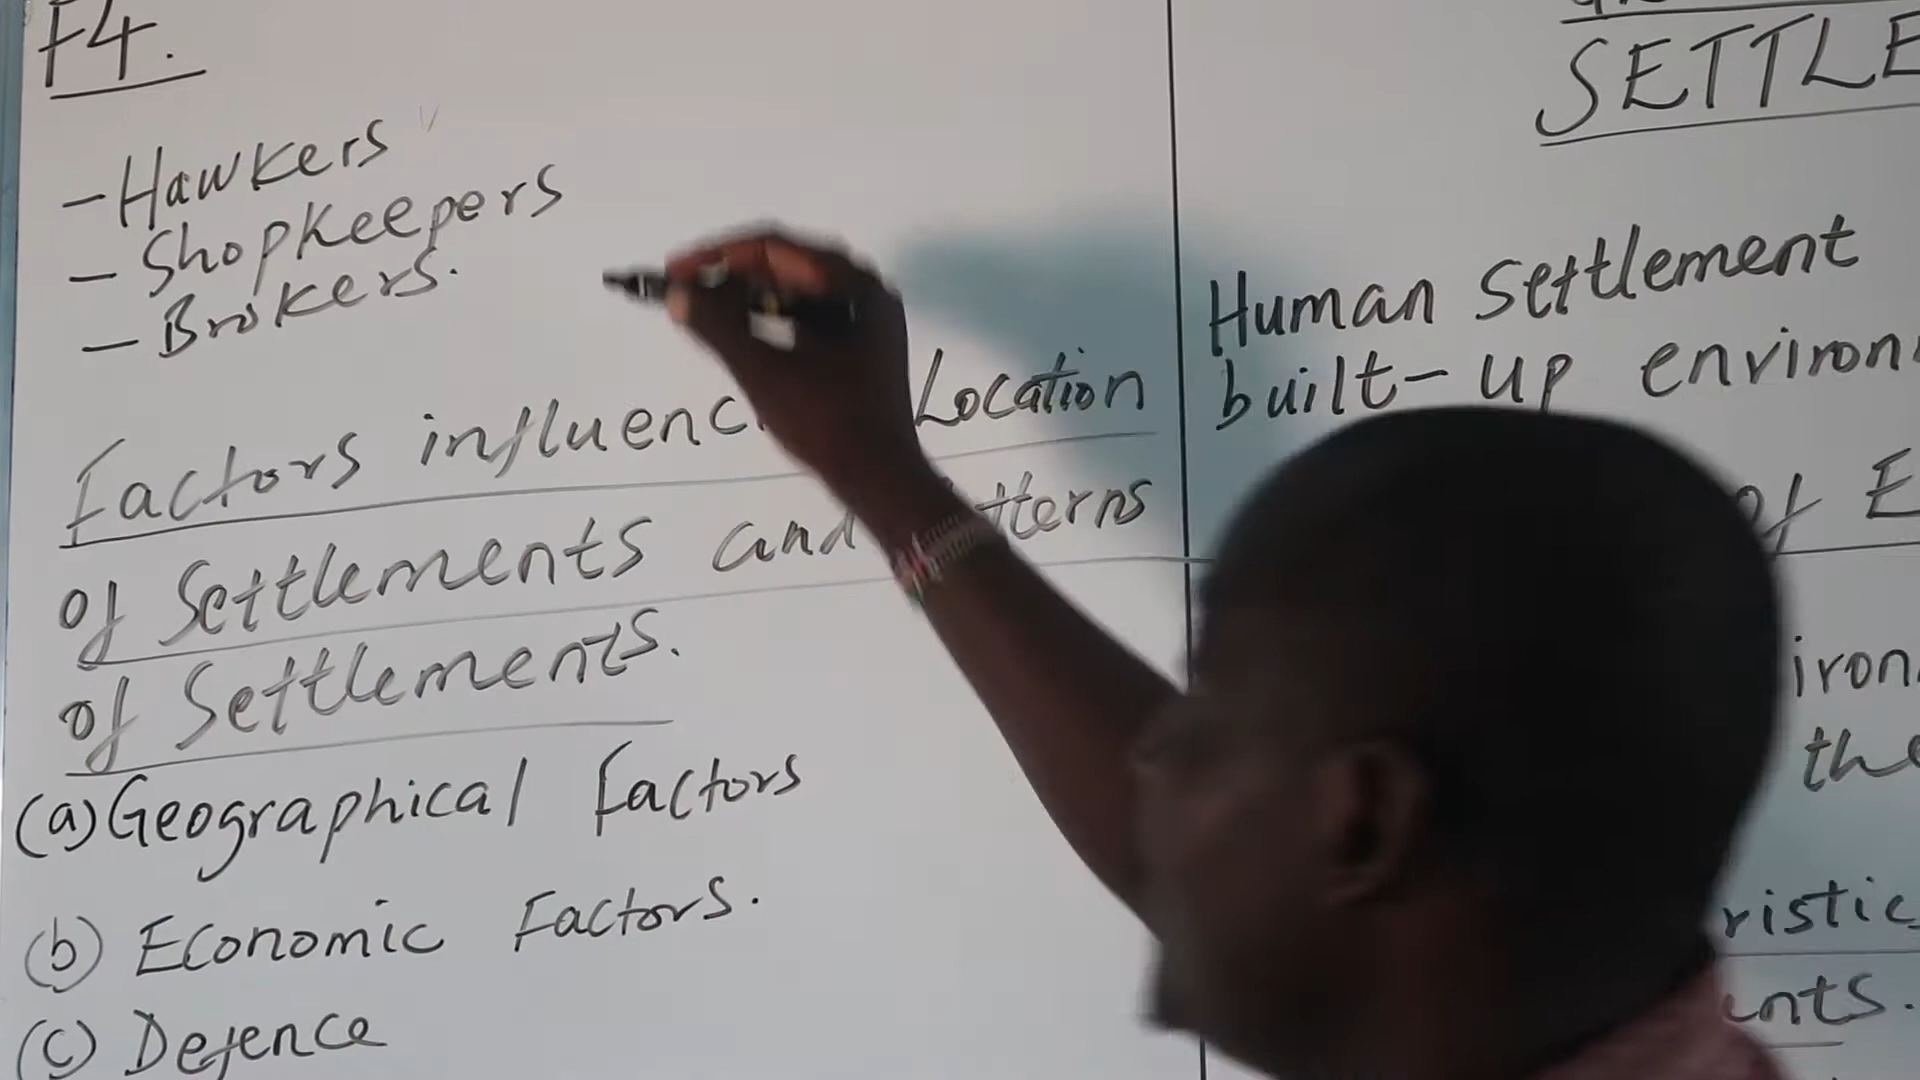 F4.
- Hawkers
- Shopkeepers
- Brokers.
Factors influenc Location
of Settlements and tterns
of Settlements.
(a) Geographical Factors
(b) Economic Factors.
(c) Defence
SETTLE
Human Settlement
built-up environ
of E
iron
the
ristic
ents.